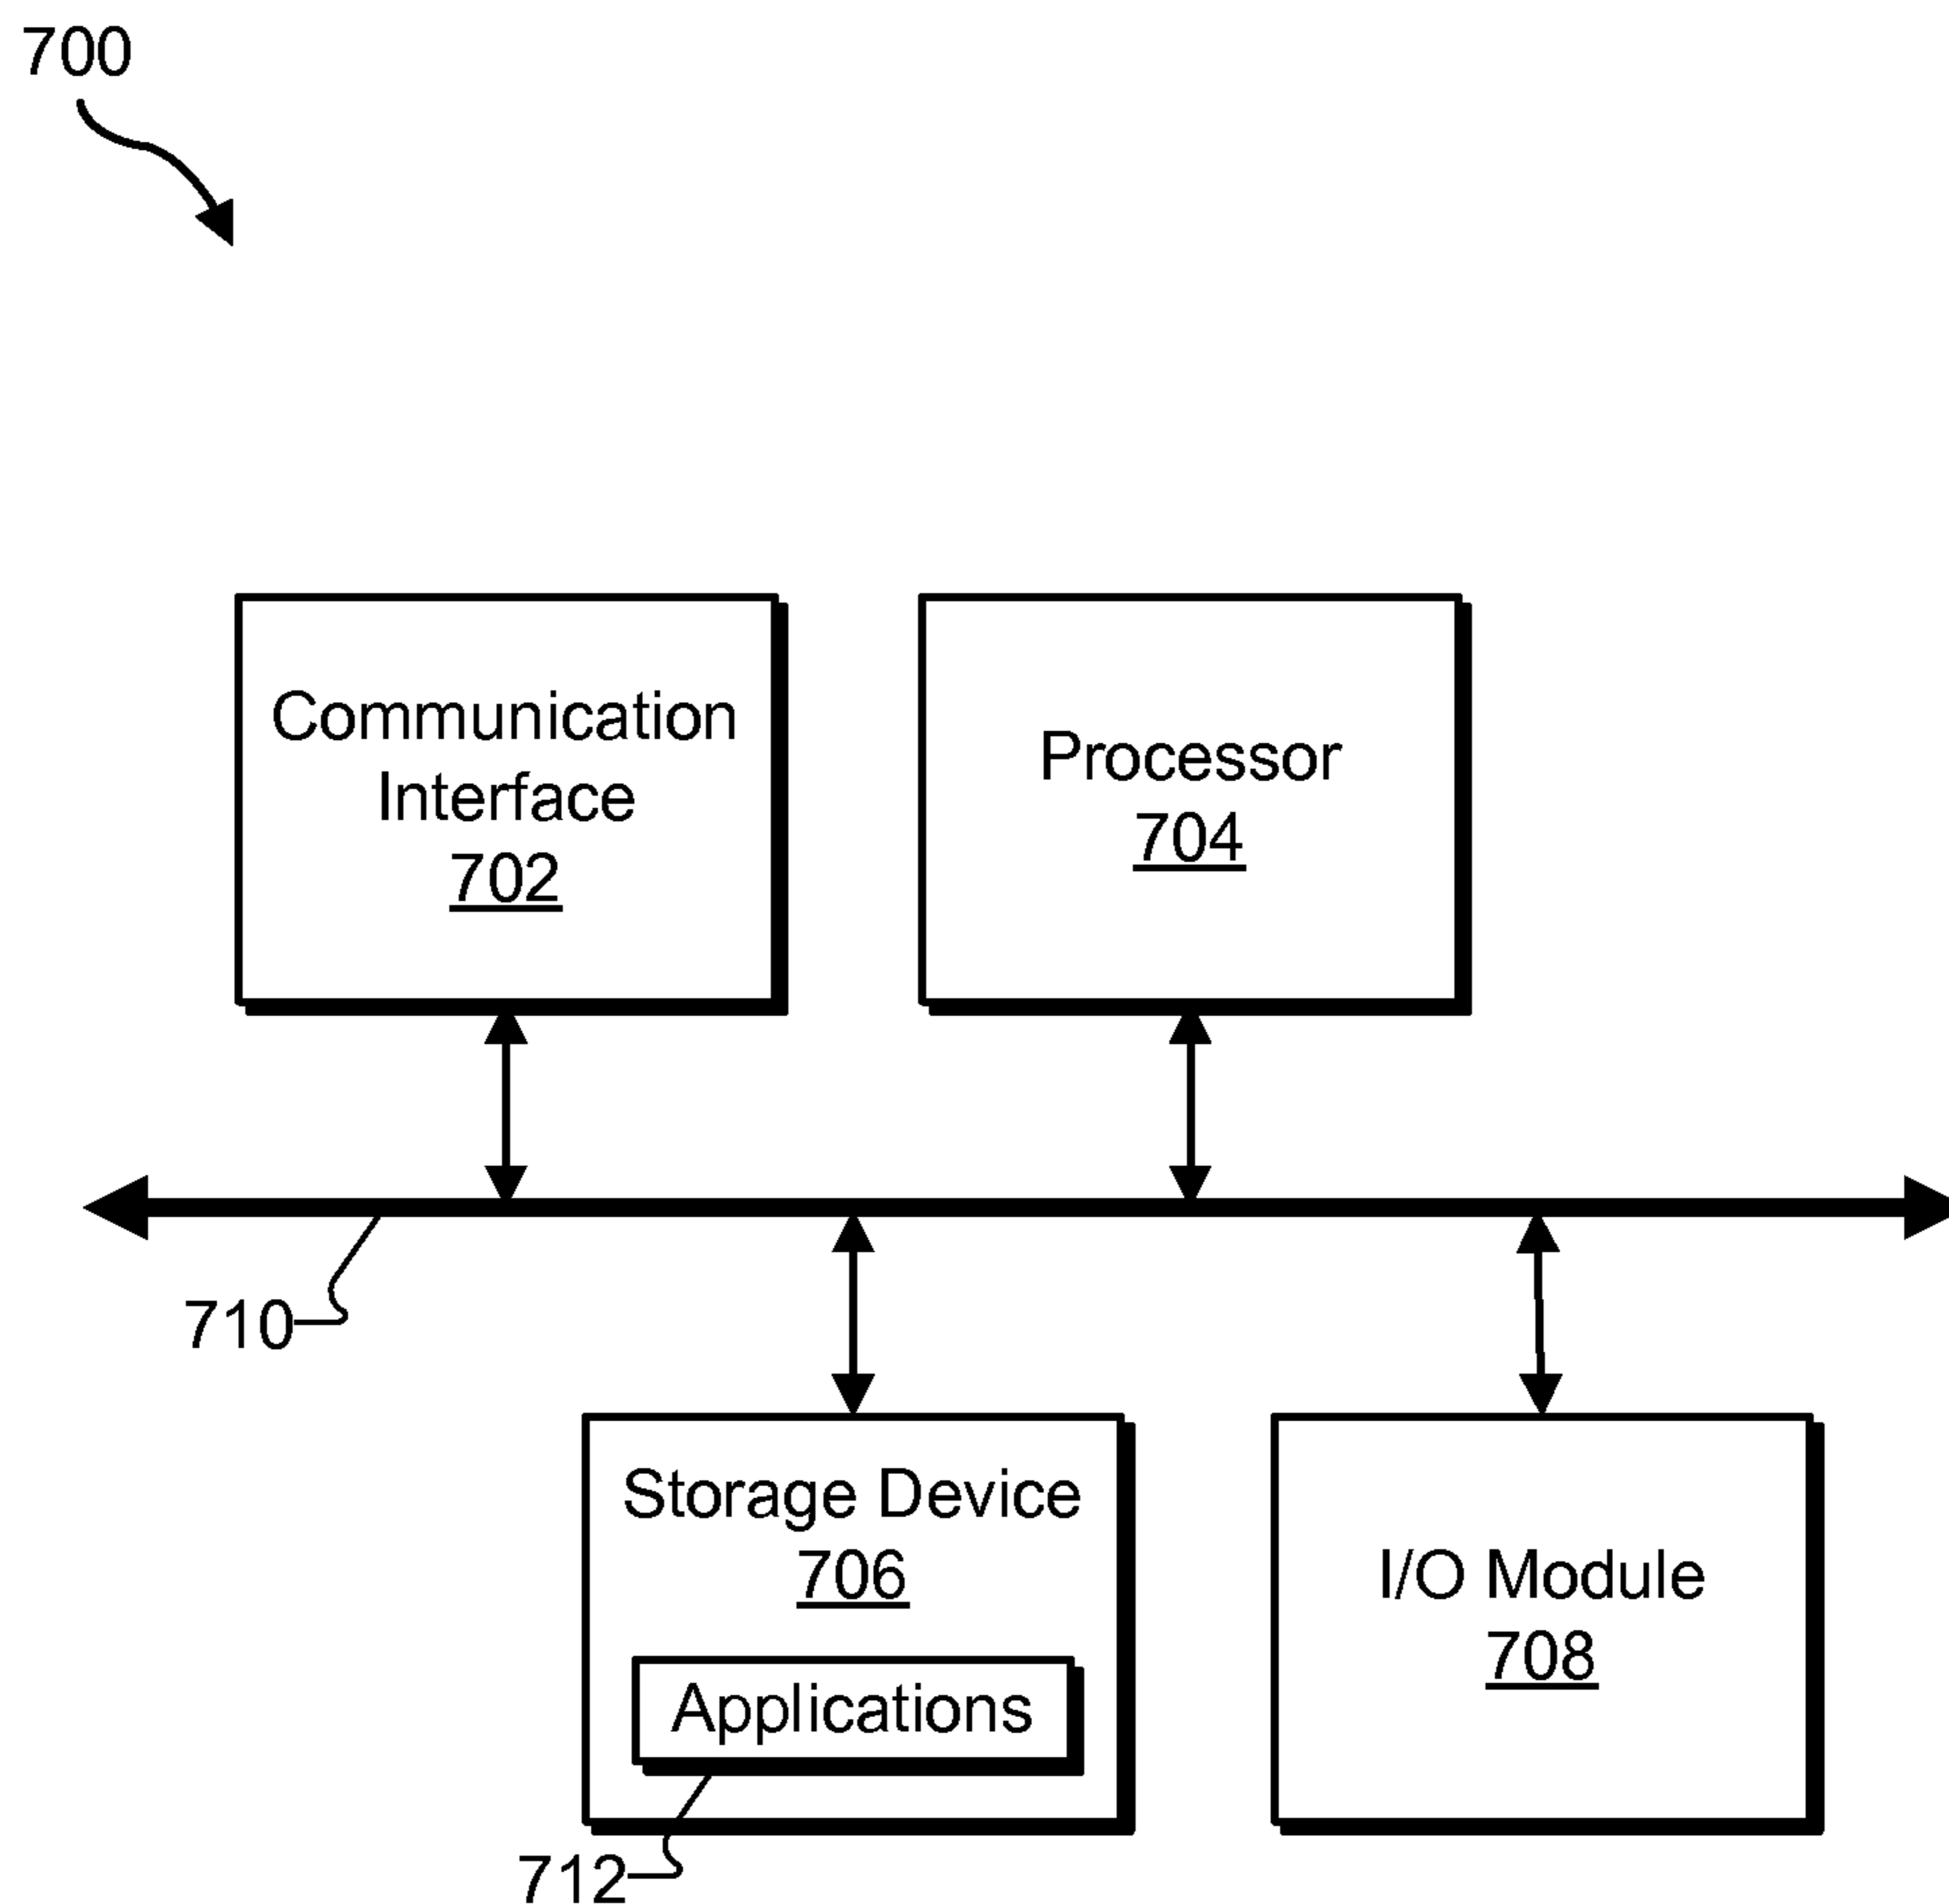 700
Communication
Interface
702
Processor
704
710
Storage Device
706
Applications
712
I/O Module
708